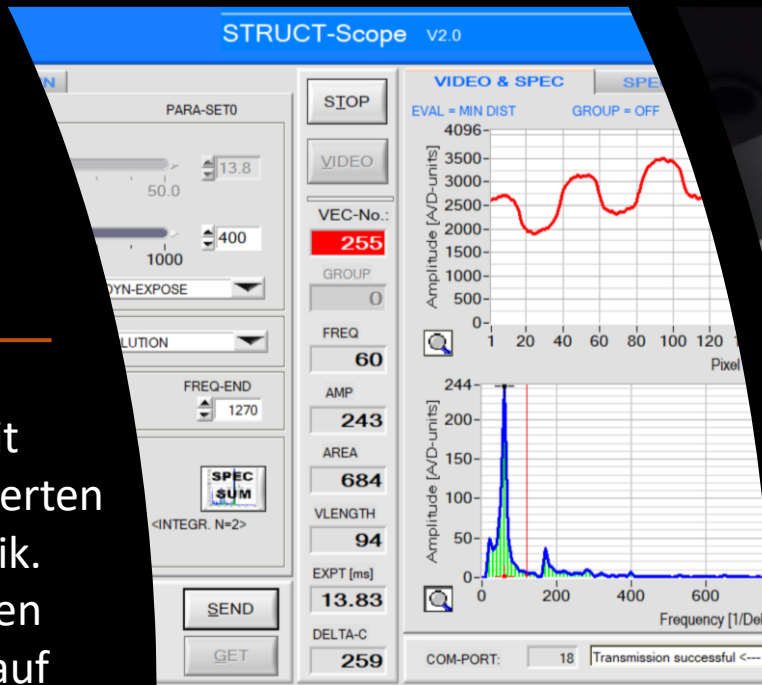 STRUCT-Scope V2.0
PARA-SET0
13.8
50.0
400
1000
DYN-EXPOSE
FREQ-END
1270
SPEC
SUM
<INTEGR. N=2>
SEND
GET
STOP
VIDEO
VEC-No.:
255
GROUP
0
FREQ
60
AMP
243
AREA
684
VLENGTH
94
EXPT [ms]
13.83
DELTA-C
259
VIDEO & SPEC
EVAL = MIN DIST GROUP = OFF
Amplitude [A/D-units]
4096
3500
3000
2500
2000
1500
1000
500
0
1 20 40 60 80 100 120
Pixel
Amplitude [A/D-units]
244
200
150
100
50
0
0 200 400 600
Frequency [1/Del
COM-PORT: 18 Transmission successful <---
it
erten
ik.
en
auf